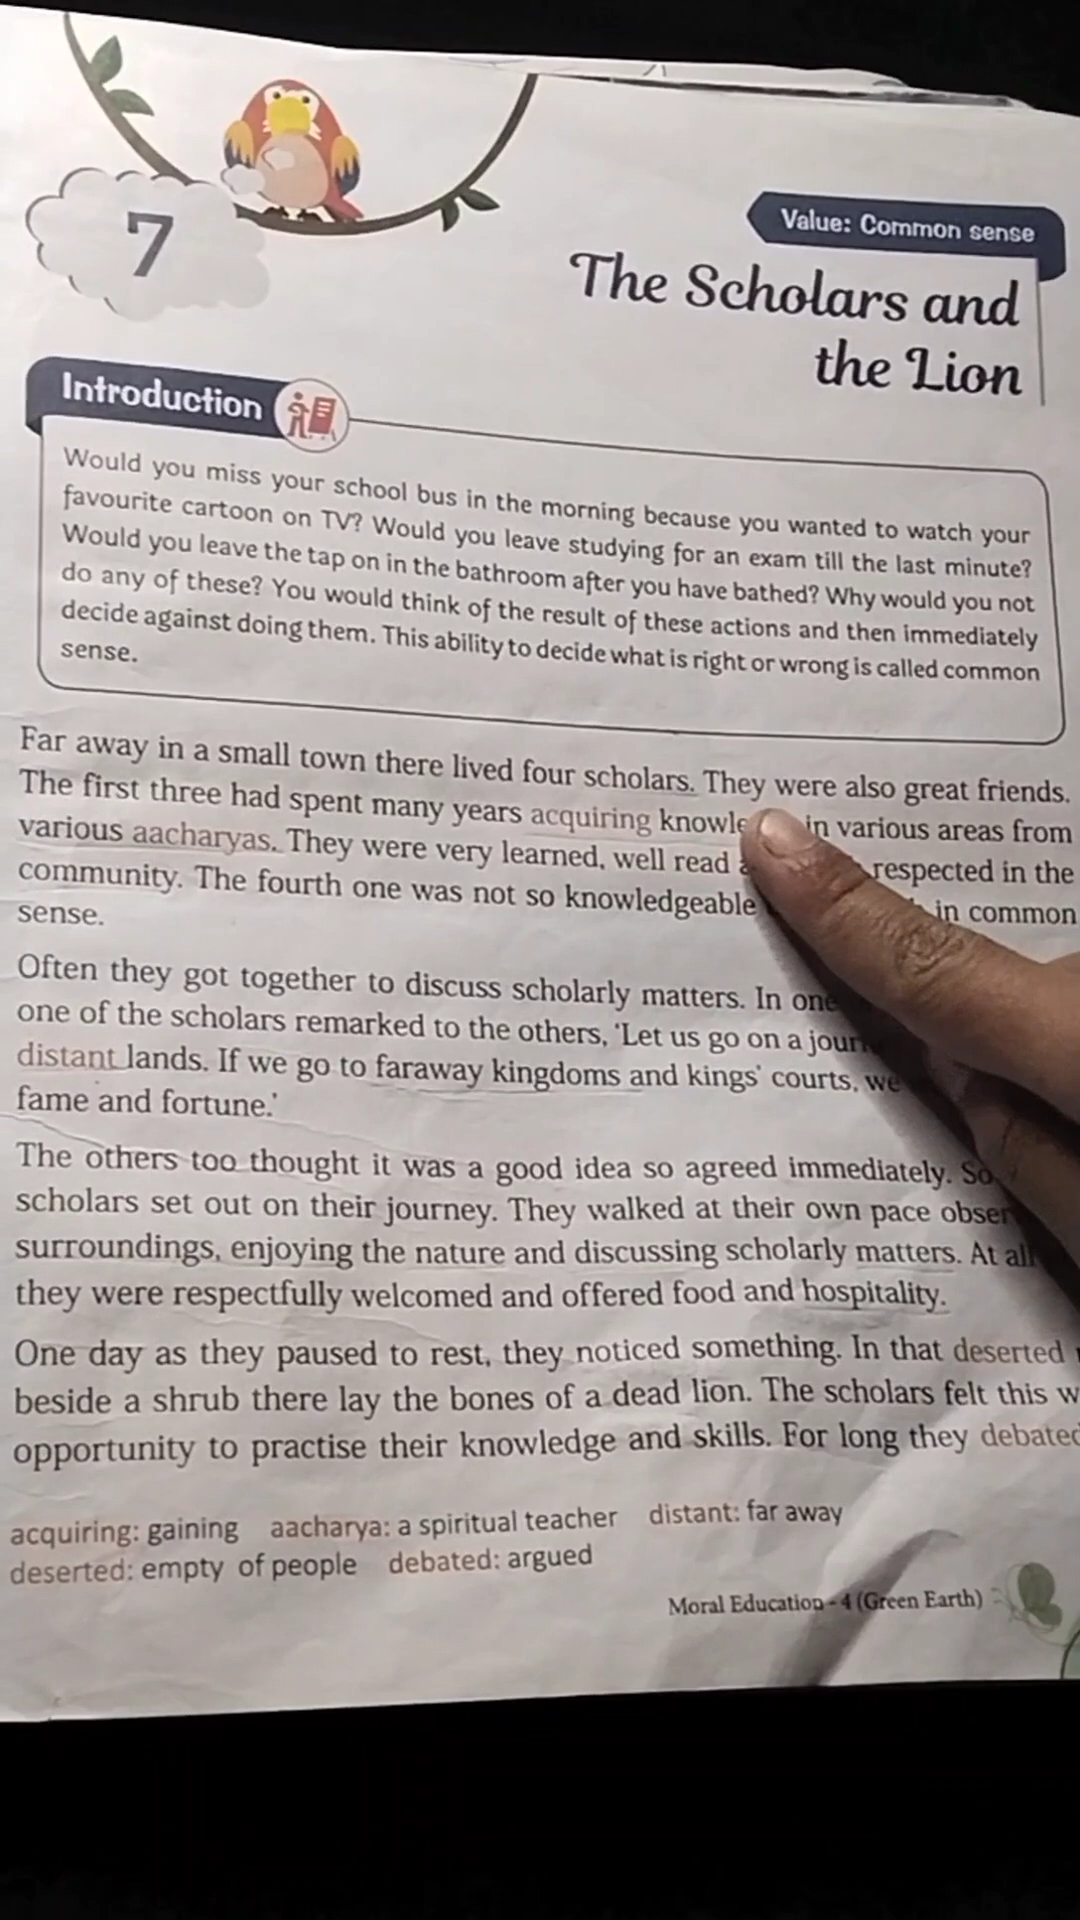 7
Value: Common sense
The Scholars and
the Lion
Introduction
Would you miss your school bus in the morning because you wanted to watch your
favourite cartoon on TV? Would you leave studying for an exam till the last minute?
Would you leave the tap on in the bathroom after you have bathed? Why would you not
do any of these? You would think of the result of these actions and then immediately
decide against doing them. This ability to decide what is right or wrong is called common
sense.
Far away in a small town there lived four scholars. They were also great friends.
The first three had spent many years acquiring in various areas from
various aacharyas. They were very learned, well read respected in the
community. The fourth one was not so knowledgeable in common
sense.
Often they got together to discuss scholarly matters. In one
one of the scholars remarked to the others, 'Let us go on a
distant lands. If we go to faraway kingdoms and kings' courts, we
fame and fortune.'
The others too thought it was a good idea so agreed immediately. So
scholars set out on their journey. They walked at their own pace
surroundings, enjoying the nature and discussing scholarly matters. At all
they were respectfully welcomed and offered food and hospitality.
One day as they paused to rest, they noticed something. In that deserted
beside a shrub there lay the bones of a dead lion. The scholars felt this
opportunity to practise their knowledge and skills. For long they debated
acquiring: gaining aacharya: a spiritual teacher distant: far away
deserted: empty of people debated: argued
Moral Education - 4 (Green Earth)